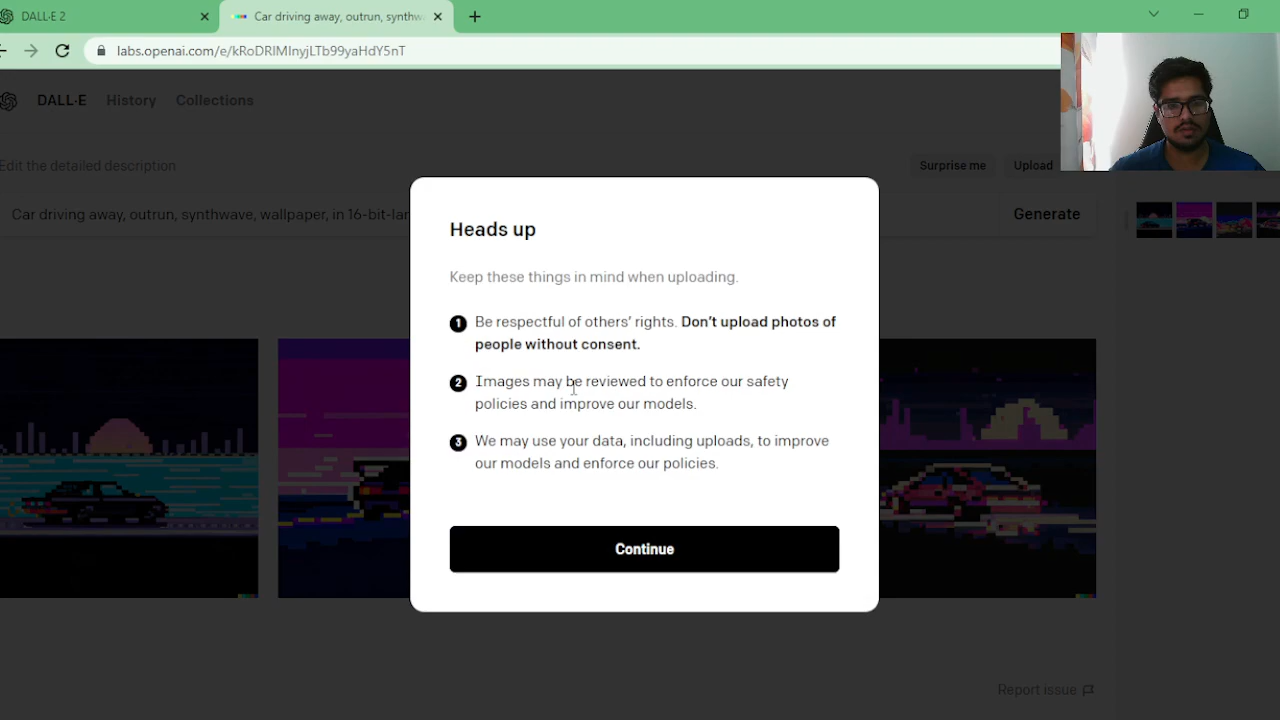 DALL·E 2
Car driving away, outrun, synthw
labs.openai.com/e/kRoDRlMlnyjLTb99yaHdY5nT
DALL·E History Collections
Edit the detailed description
Surprise me
Upload
Car driving away, outrun, synthwave, wallpaper, in 16-bit-lan
Generate
Heads up
Keep these things in mind when uploading.
1 Be respectful of others' rights. Don't upload photos of
people without consent.
2 Images may be reviewed to enforce our safety
policies and improve our models.
3 We may use your data, including uploads, to improve
our models and enforce our policies.
Continue
Report issue